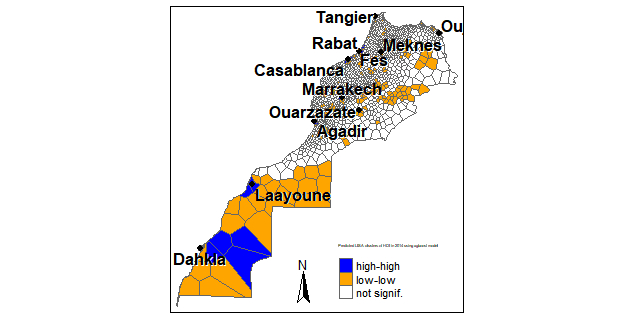 Tangier
Ou
Rabat
Meknes
Fes
Casablanca
Marrakech
Ouarzazate
Agadir
Laayoune
Dahkla
Predicted LISA clusters of HDI in 2014 using spatial model
N
high-high
low-low
not signif.